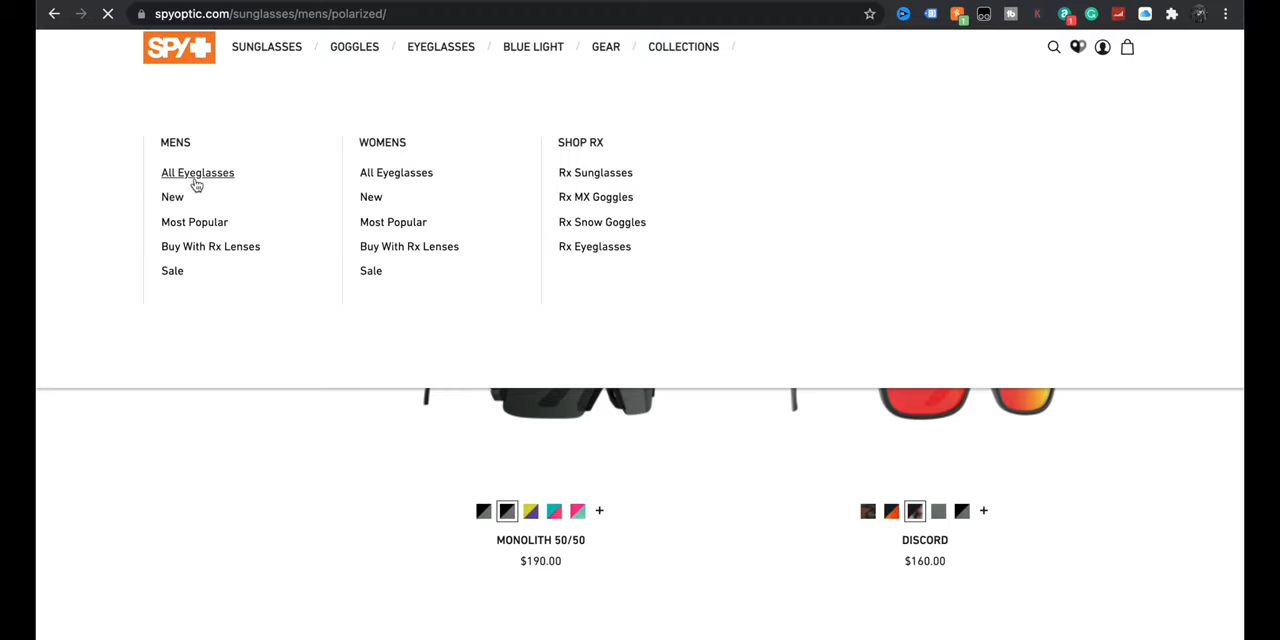 spyoptic.com/sunglasses/mens/polarized/
SPY+
SUNGLASSES / GOGGLES / EYEGLASSES / BLUE LIGHT / GEAR / COLLECTIONS /
MENS
All Eyeglasses
New
Most Popular
Buy With Rx Lenses
Sale
WOMENS
All Eyeglasses
New
Most Popular
Buy With Rx Lenses
Sale
SHOP RX
Rx Sunglasses
Rx MX Goggles
Rx Snow Goggles
Rx Eyeglasses
+
MONOLITH 50/50
$190.00
+
DISCORD
$160.00